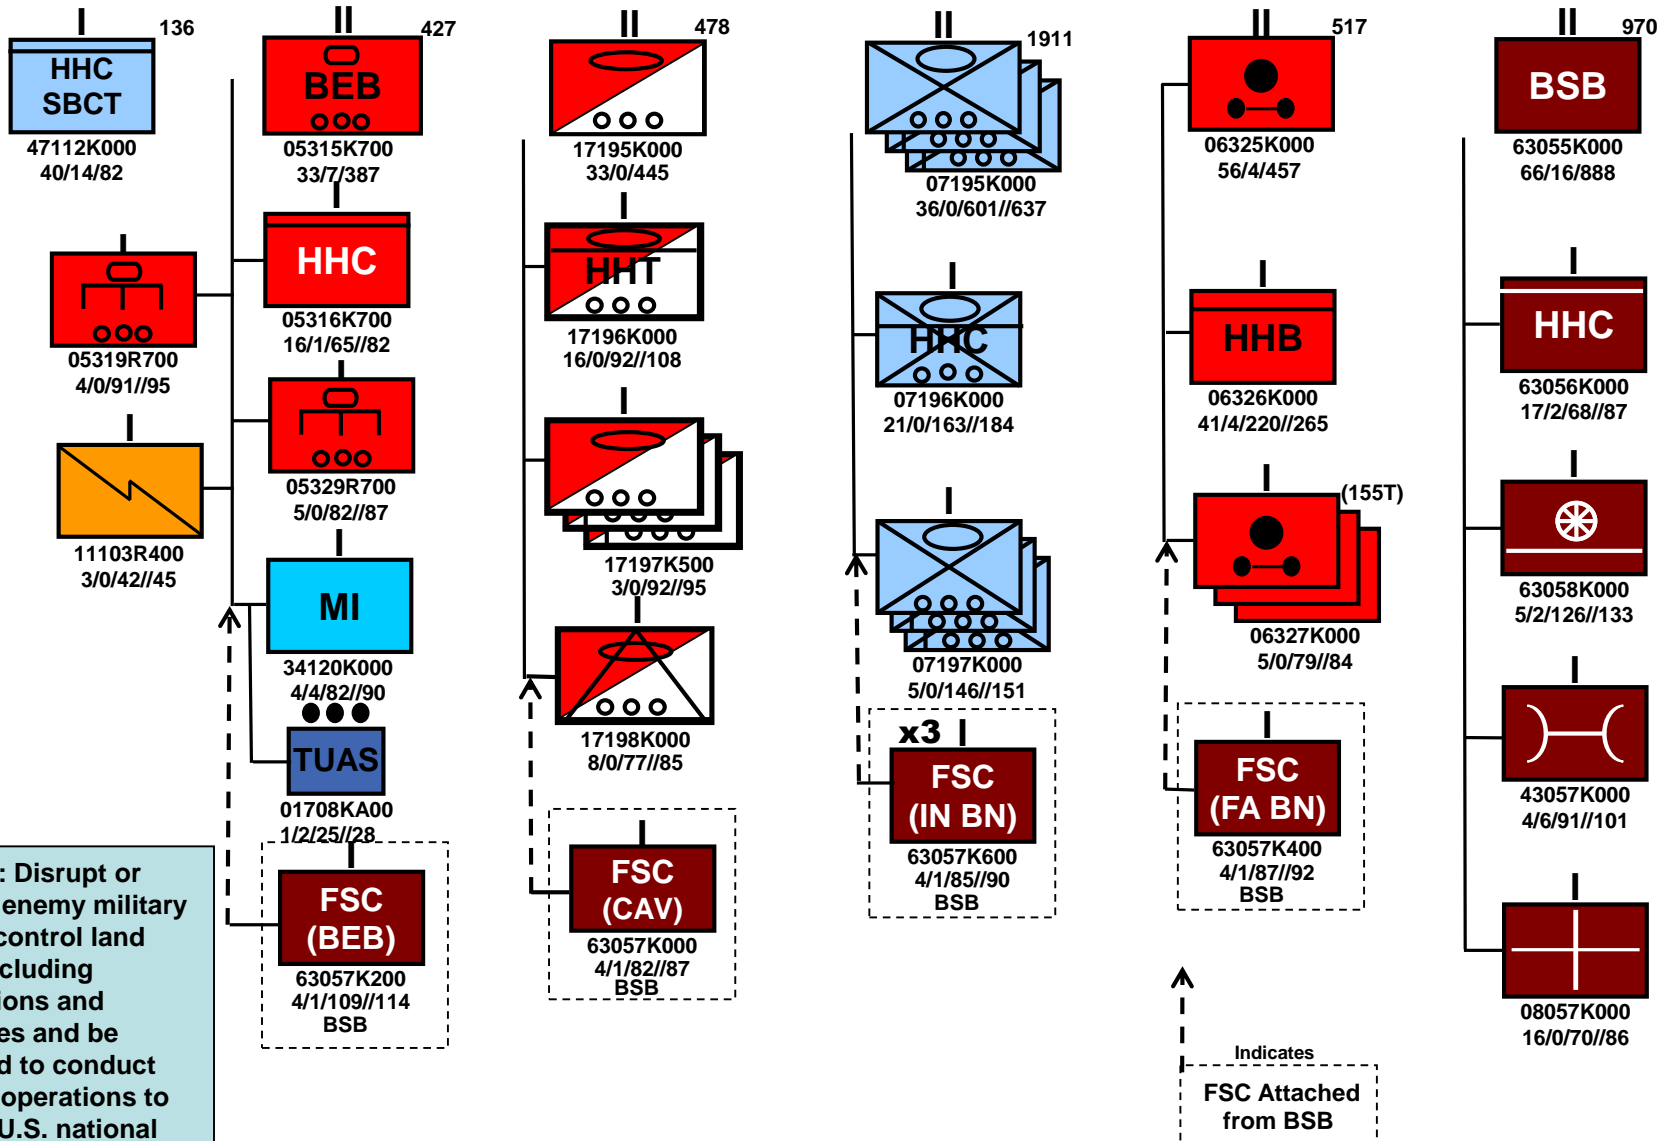 136
HHC
SBCT
47112K000
40/14/82
05319R700
4/0/91//95
11103R400
3/0/42//45
427
BEB
05315K700
33/7/387
HHC
05316K700
16/1/65//82
05329R700
5/0/82//87
MI
34120K000
4/4/82//90
TUAS
01708KA00
1/2/25//28
FSC
(BEB)
63057K200
4/1/109//114
BSB
: Disrupt or
enemy military
control land
cluding
ions and
es and be
d to conduct
operations to
U.S. national
478
17195K000
33/0/445
HHT
17196K000
16/0/92//108
17197K500
3/0/92//95
17198K000
8/0/77//85
FSC
(CAV)
63057K000
4/1/82//87
BSB
1911
07195K000
36/0/601//637
HHC
07196K000
21/0/163//184
07197K000
5/0/146//151
x3
FSC
(IN BN)
63057K600
4/1/85//90
BSB
517
06325K000
56/4/457
HHB
06326K000
41/4/220//265
(155T)
06327K000
5/0/79//84
FSC
(FA BN)
63057K400
4/1/87//92
BSB
Indicates
FSC Attached
from BSB
970
BSB
63055K000
66/16/888
HHC
63056K000
17/2/68//87
63058K000
5/2/126//133
43057K000
4/6/91//101
08057K000
16/0/70//86